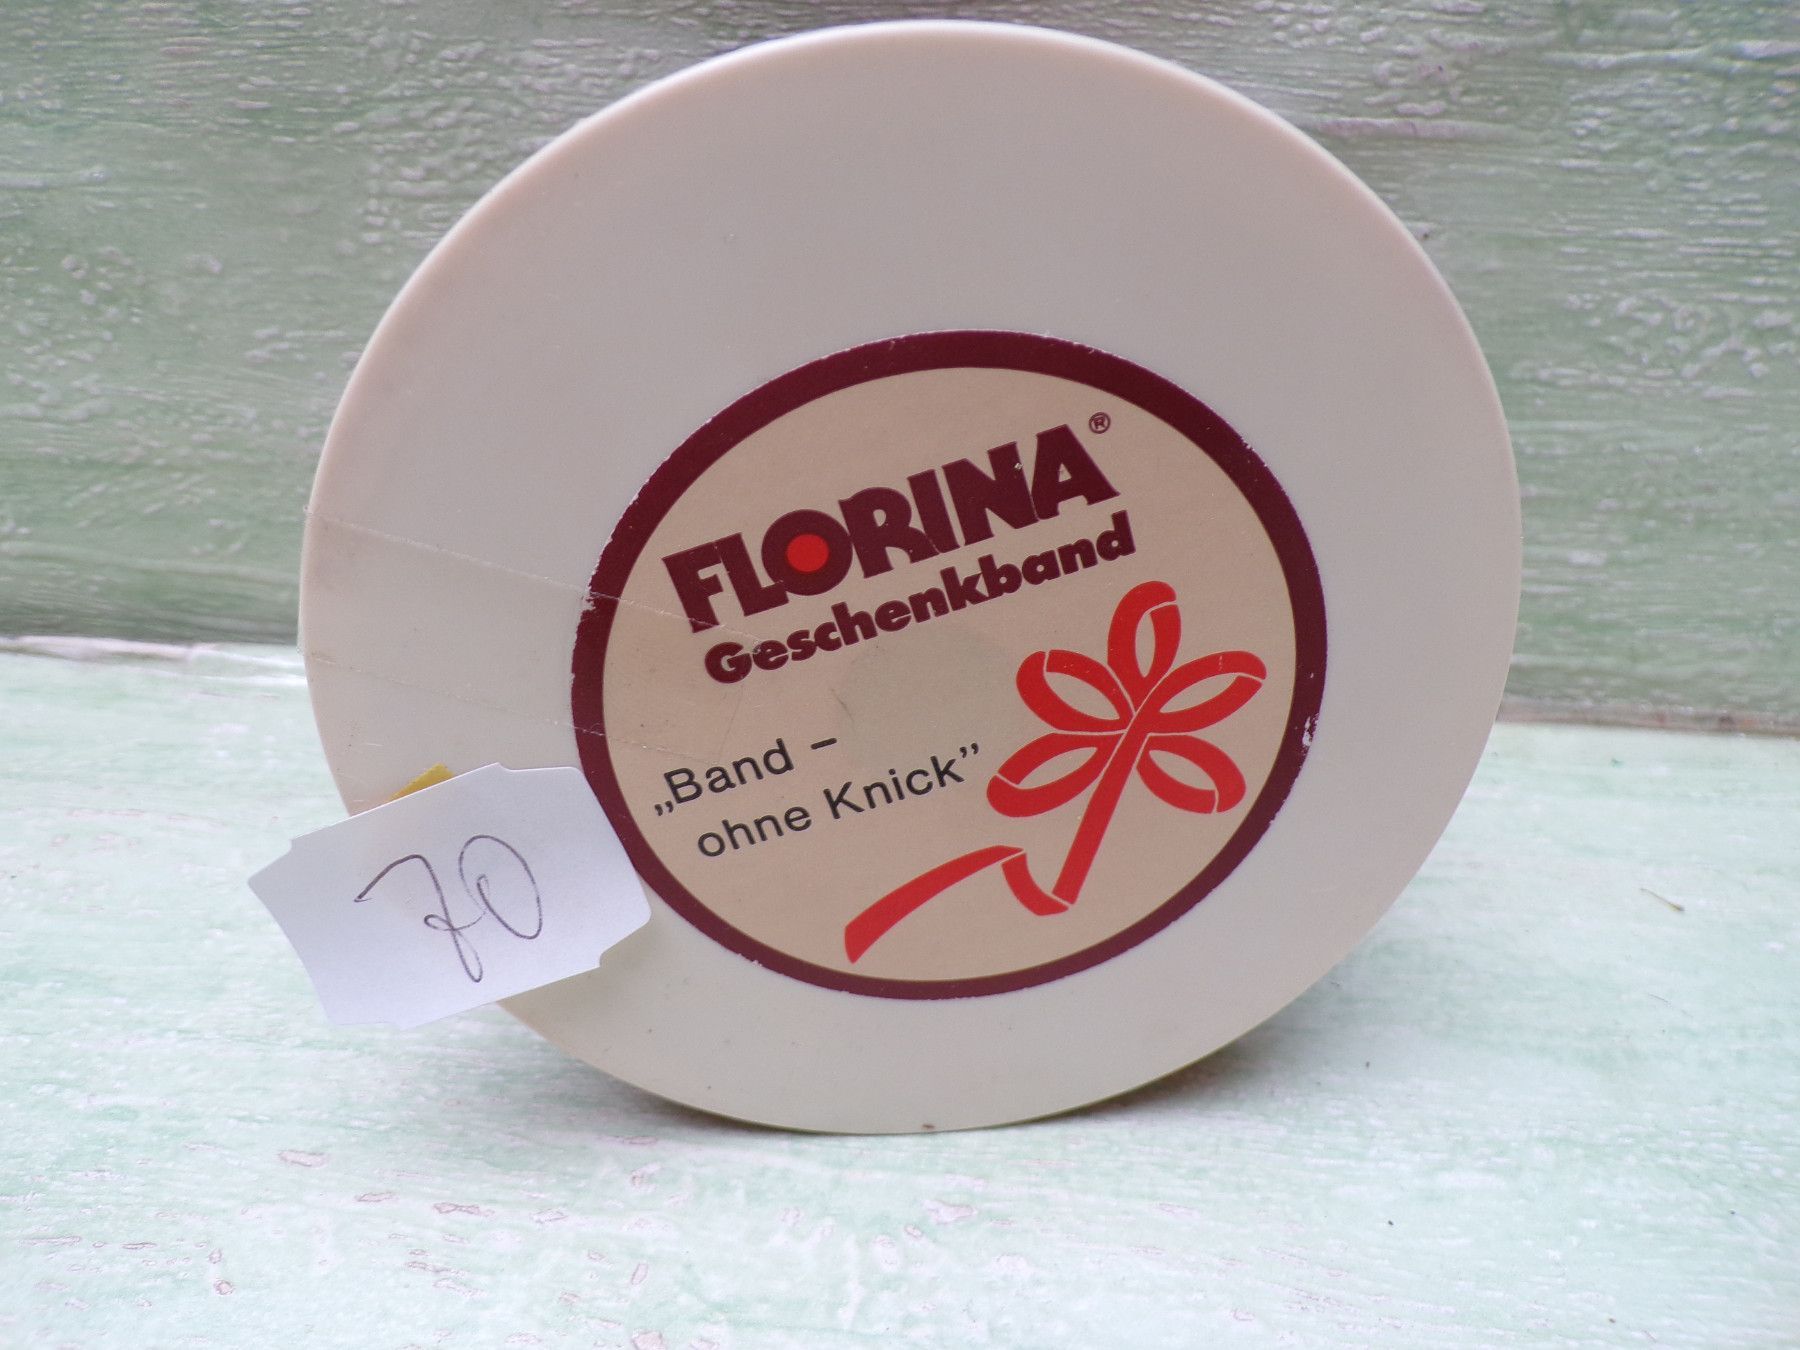 FLORINA®
Geschenkband
„Band –
ohne Knick”
70